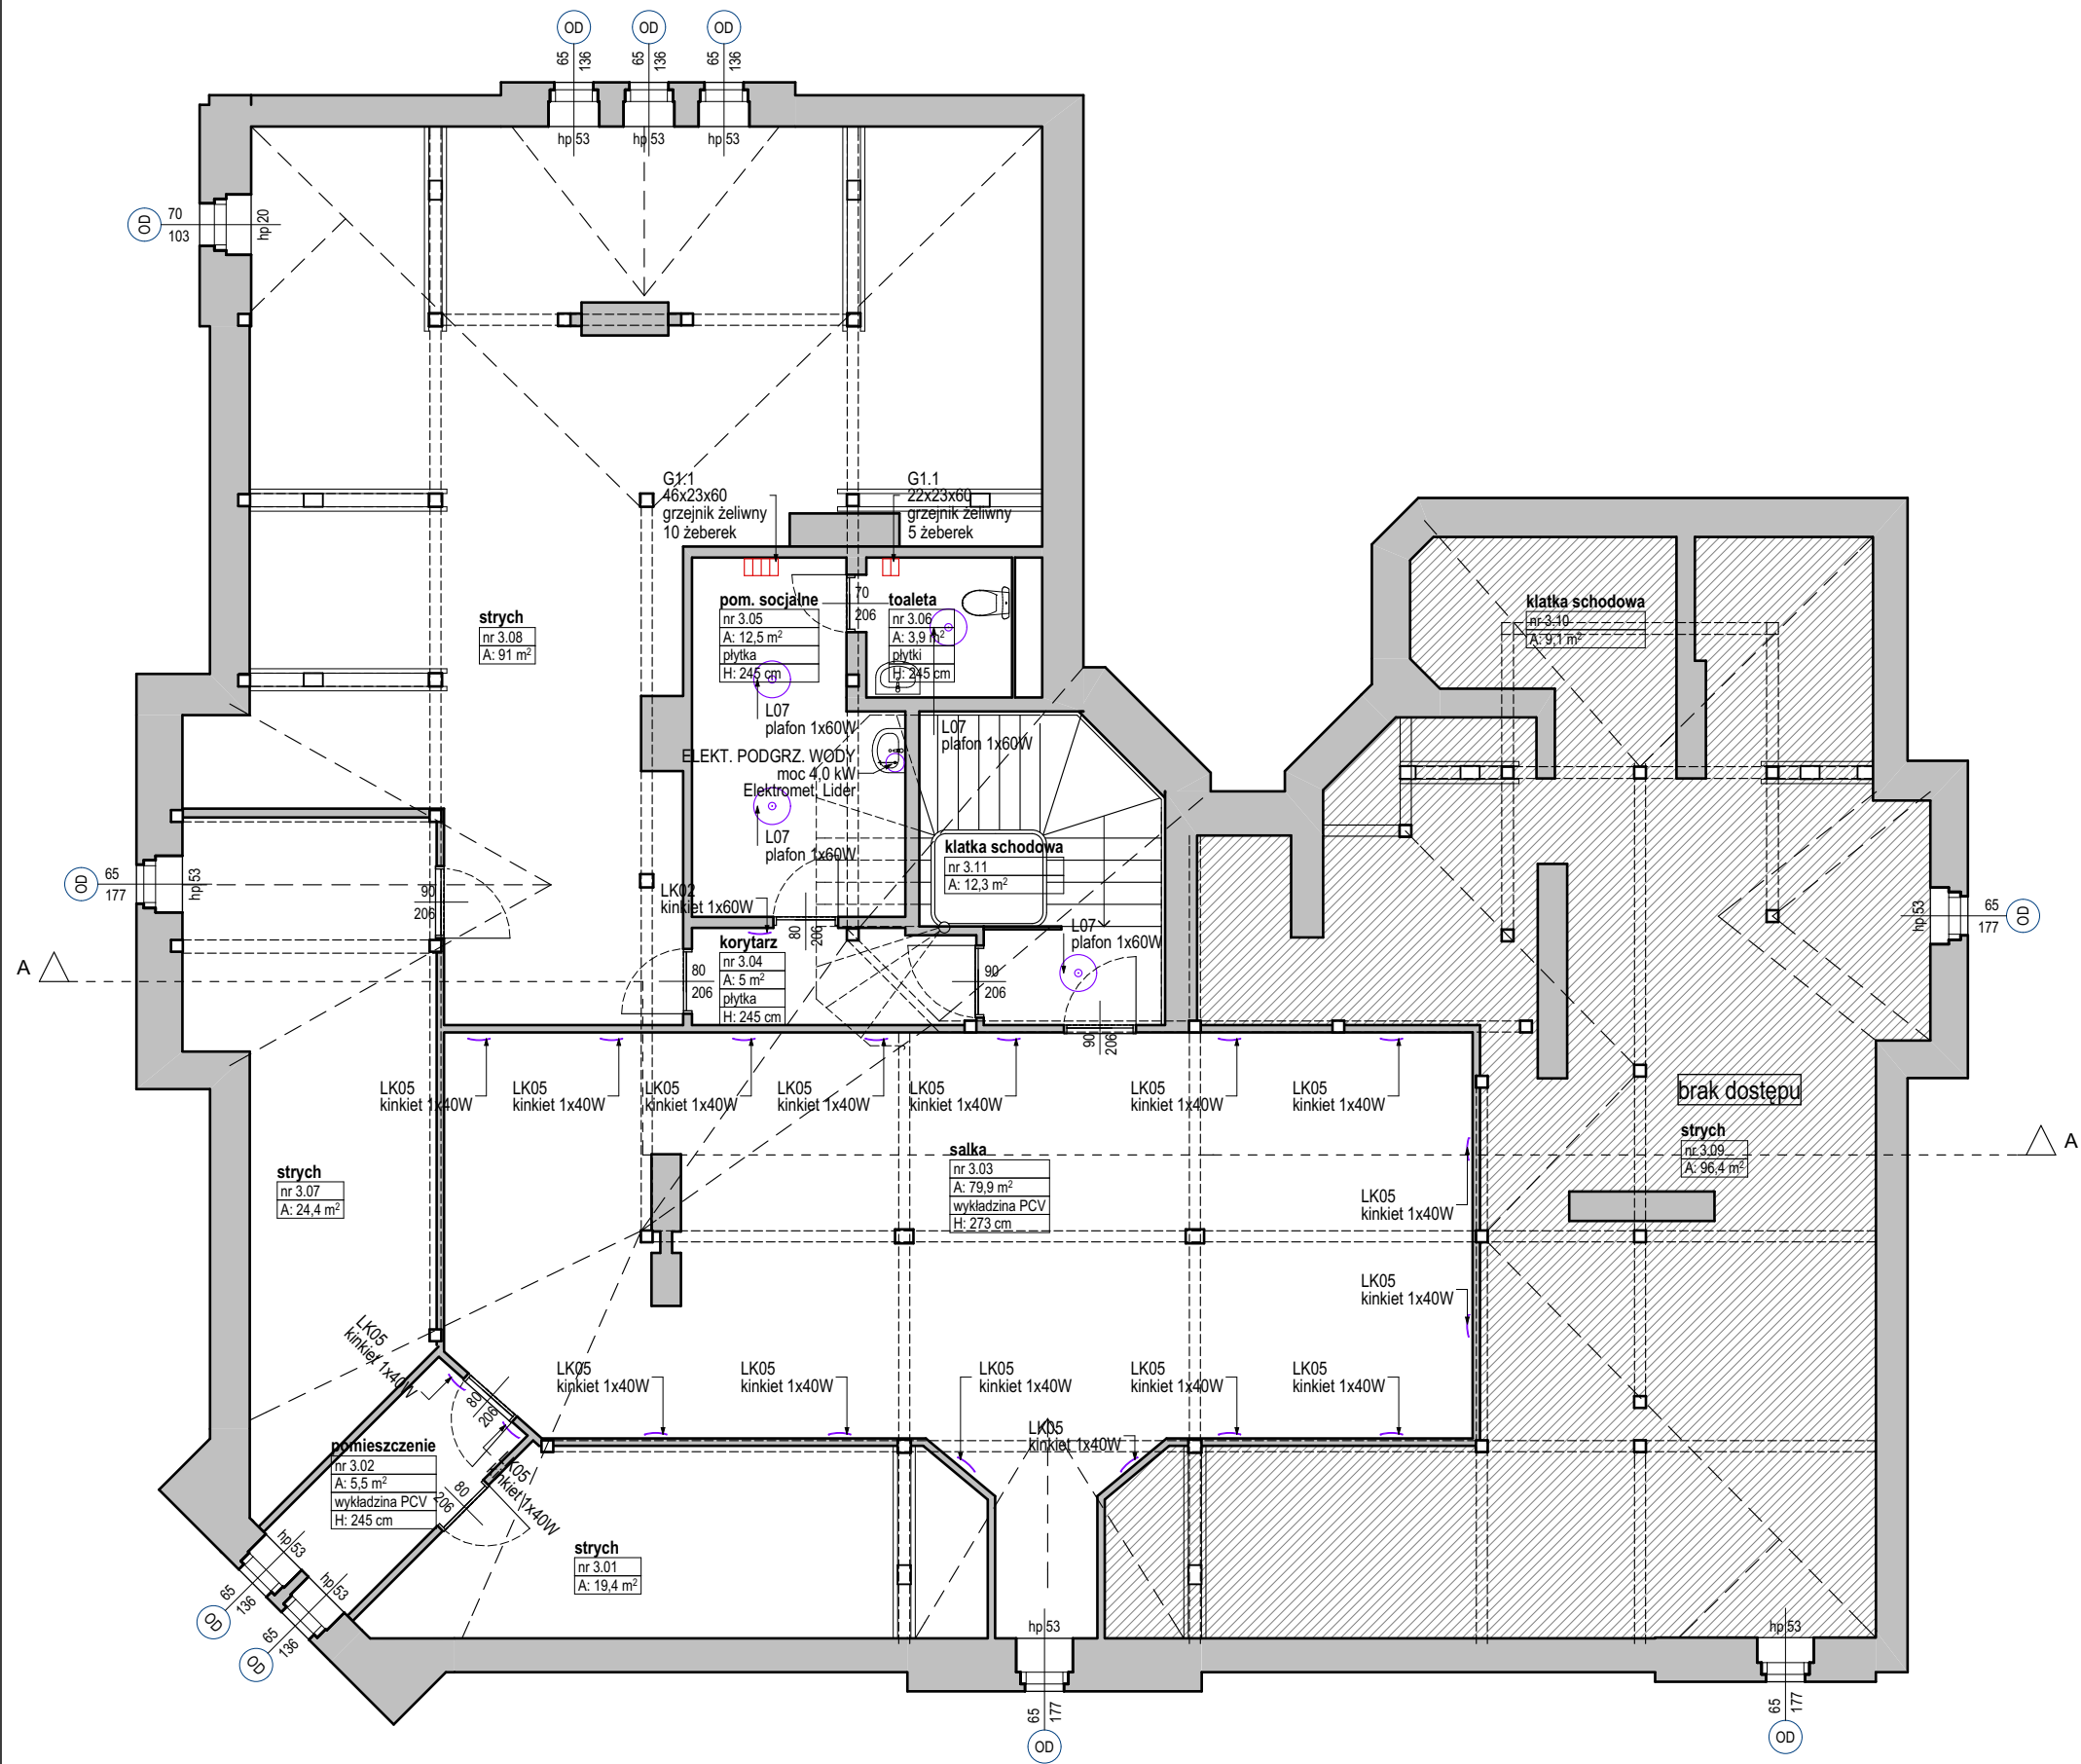 OD
OD
OD
65
136
65
136
65
136
hp 53
hp 53
hp 53
OD
70
103
hp 20
G1.1
46x23x60
grzejnik żeliwny
10 żeberek
G1.1
22x23x60
grzejnik żeliwny
5 żeberek
strych
nr 3.08
A: 91 m²
pom. socjalne
nr 3.05
A: 12,5 m²
płytka
H: 245 cm
70
206
toaleta
nr 3.06
A: 3,9 m²
płytki
H: 245 cm
klatka schodowa
nr 3.10
A: 9,1 m²
L07
plafon 1x60W
L07
plafon 1x60W
ELEKT. PODGRZ. WODY
moc 4,0 kW
Elektromet, Lider
L07
plafon 1x60W
klatka schodowa
nr 3.11
A: 12,3 m²
OD
65
177
hp 53
90
206
LK02
kinkiet 1x60W
80
206
L07
plafon 1x60W
hp 53
65
177
OD
korytarz
nr 3.04
A: 5 m²
płytka
H: 245 cm
80
206
90
206
90
206
A
LK05
kinkiet 1x40W
LK05
kinkiet 1x40W
LK05
kinkiet 1x40W
LK05
kinkiet 1x40W
LK05
kinkiet 1x40W
LK05
kinkiet 1x40W
LK05
kinkiet 1x40W
brak dostępu
strych
nr 3.09
A: 96,4 m²
A
salka
nr 3.03
A: 79,9 m²
wykładzina PCV
H: 273 cm
strych
nr 3.07
A: 24,4 m²
LK05
kinkiet 1x40W
LK05
kinkiet 1x40W
LK05
kinkiet 1x40W
LK05
kinkiet 1x40W
LK05
kinkiet 1x40W
LK05
kinkiet 1x40W
LK05
kinkiet 1x40W
LK05
kinkiet 1x40W
LK05
kinkiet 1x40W
80
206
pomieszczenie
nr 3.02
A: 5,5 m²
wykładzina PCV
H: 245 cm
LK05
kinkiet 1x40W
80
206
strych
nr 3.01
A: 19,4 m²
hp 53
hp 53
65
136
OD
65
136
OD
hp 53
65
177
OD
hp 53
65
177
OD